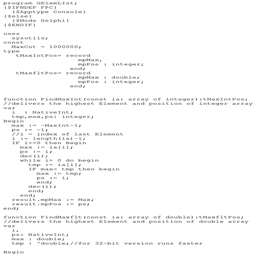 program GElemLists;
{$IFNDEF FPC}
{$Apptype Console}
{$else}
{$Mode Delphi}
{$ENDIF}
uses
sysutils;
const
MaxCnt = 1000000;
type
tMaxIntPos= record
mpMax,
mpPos : integer;
end;
tMaxfltPos= record
mpMax : double;
mpPos : integer;
end;
function FindMaxInt(const ia: array of integer):tMaxIntPos;
//delivers the highest Element and position of integer array
var
i : NativeInt;
tmp,max,ps: integer;
Begin
max := -MaxInt-1;
ps := -1;
//i = index of last Element
i := length(ia)-1;
IF i>=0 then Begin
max := ia[i];
ps := i;
dec(i);
while i> 0 do begin
tmp := ia[i];
IF max< tmp then begin
max := tmp;
ps := i;
end;
dec(i);
end;
end;
result.mpMax := Max;
result.mpPos := ps;
end;
function FindMaxflt(const ia: array of double):tMaxfltPos;
//delivers the highest Element and position of double array
var
i,
ps: NativeInt;
max : double;
tmp : ^double;//for 32-bit version runs faster
Begin